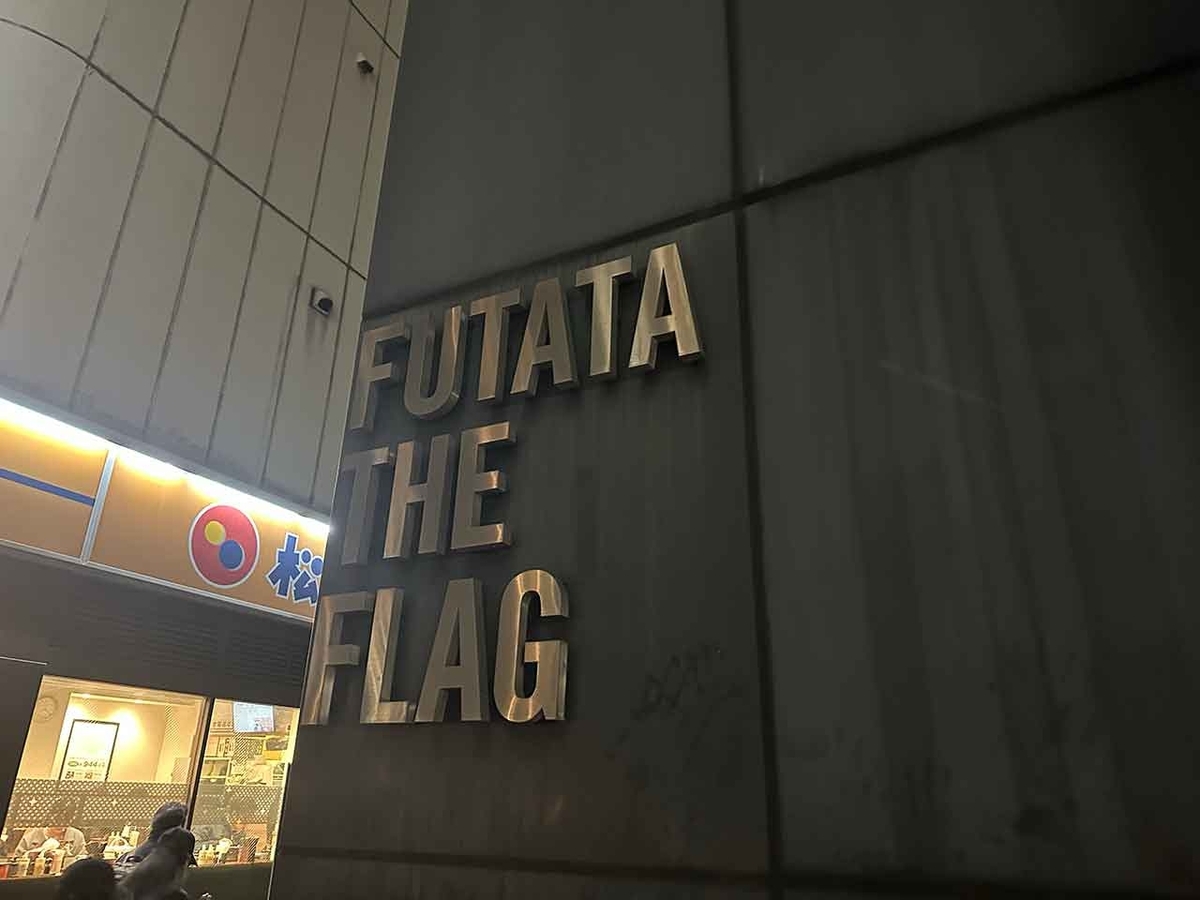 FUTATA
THE
FLAG
松